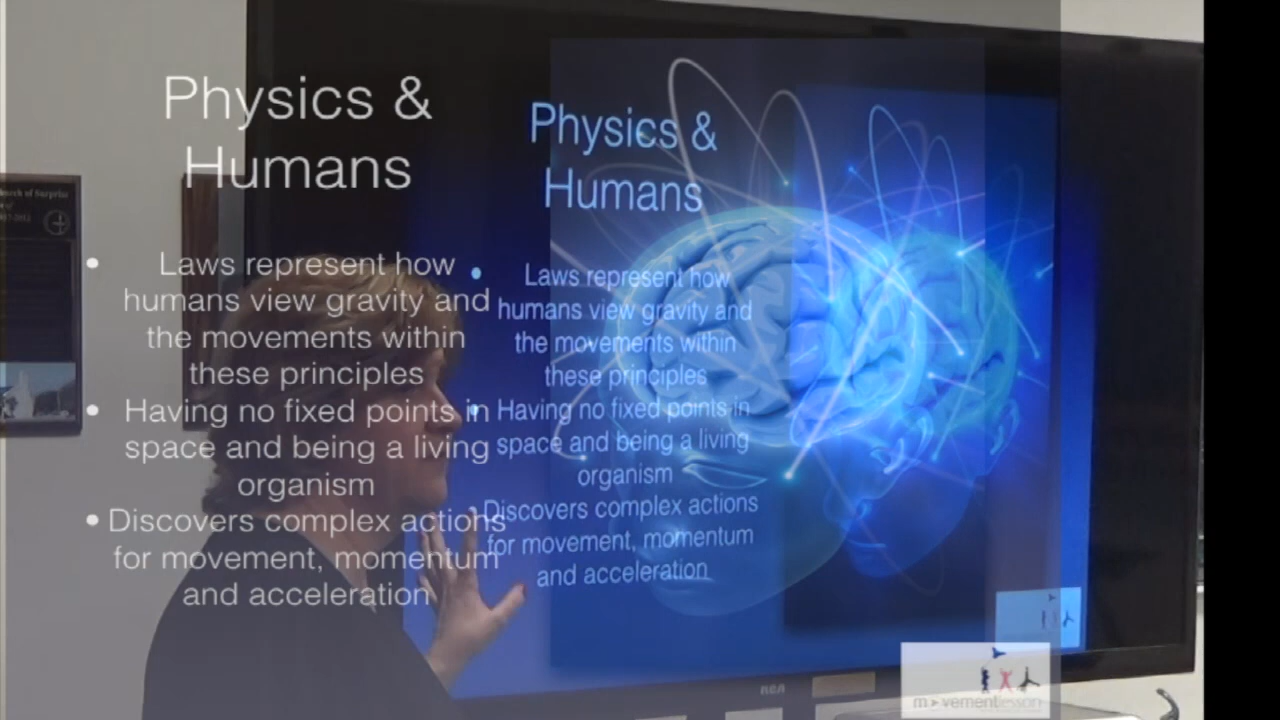 Physics &
Humans
• Laws represent how
humans view gravity and
the movements within
these principles
• Having no fixed points in
space and being a living
organism
• Discovers complex actions
for movement, momentum
and acceleration
Physics &
Humans
• Laws represent how
humans view gravity and
the movements within
these principles
• Having no fixed points in
space and being a living
organism
Discovers complex actions
for movement, momentum
and acceleration
RCA
movementlesson